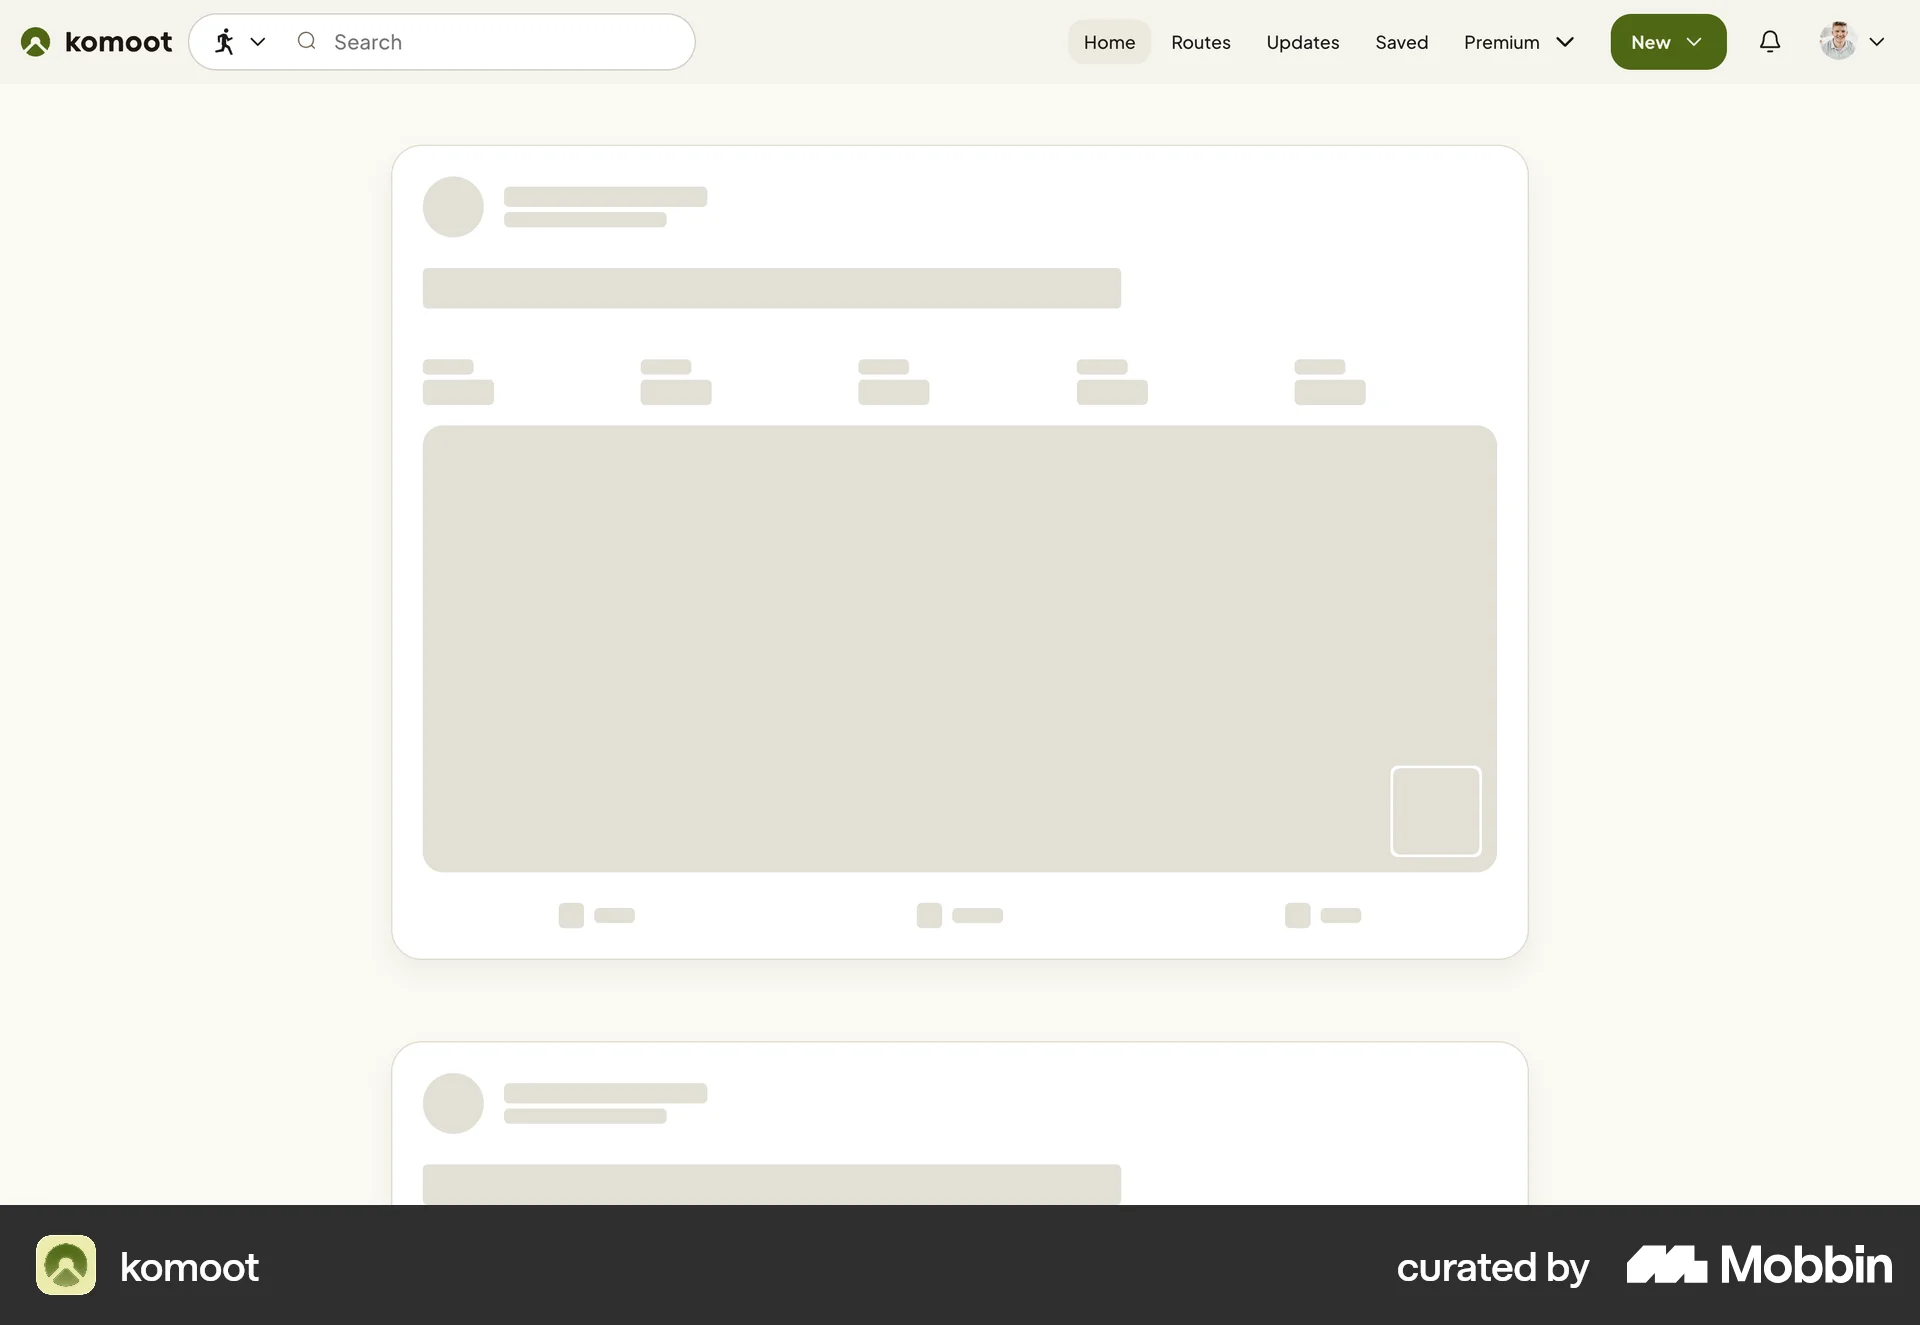 komoot
Search
Home
Routes
Updates
Saved
Premium
New
komoot
curated by Mobbin